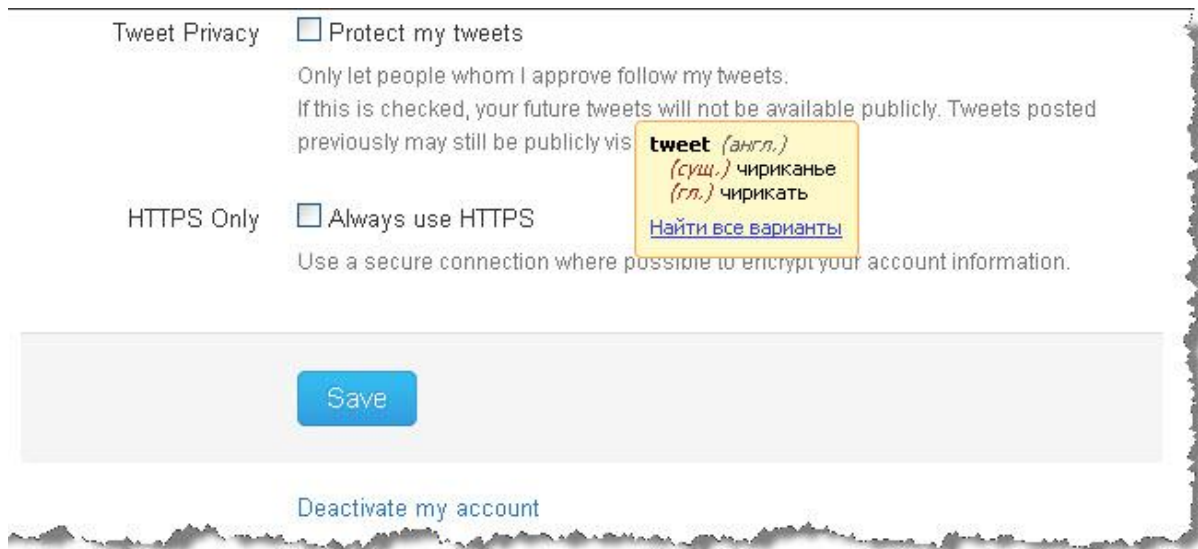 Tweet Privacy Protect my tweets
Only let people whom I approve follow my tweets.
If this is checked, your future tweets will not be available publicly. Tweets posted
previously may still be publicly vis
tweet (англ.)
(сущ.) чириканье
(гл.) чирикать
Найти все варианты
HTTPS Only Always use HTTPS
Use a secure connection where possible to encrypt your account information.
Save
Deactivate my account